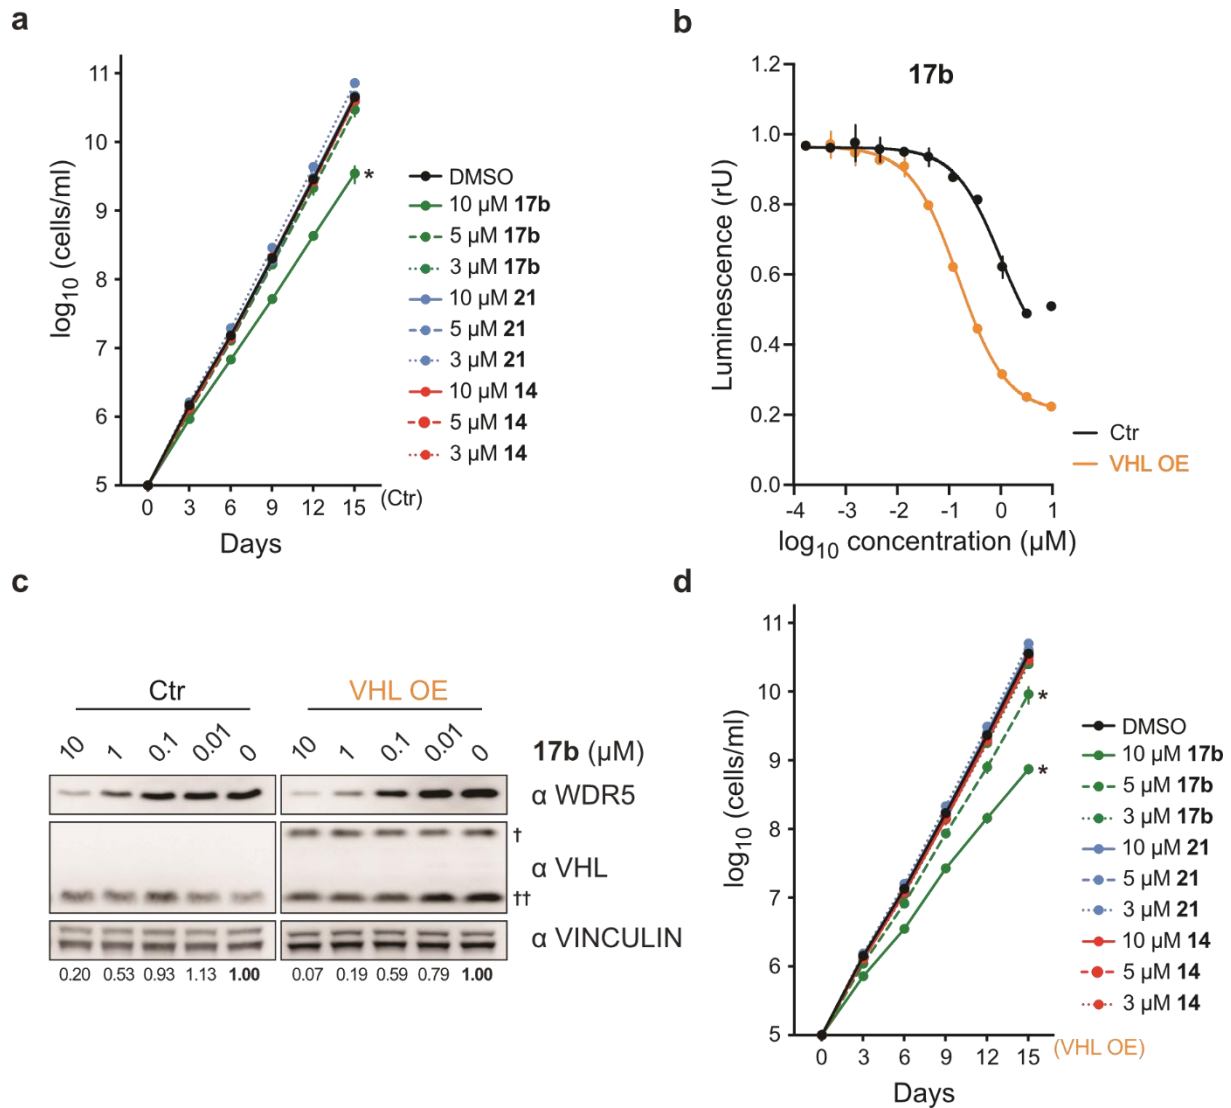 a
11
10
9
8
7
6
5
log10 (cells/ml)
0 3 6 9 12 15
(Ctr)
Days
DMSO
10 µM 17b
5 µM 17b
3 µM 17b
10 µM 21
5 µM 21
3 µM 21
10 µM 14
5 µM 14
3 µM 14
*
b
17b
1.2
1.0
0.8
0.6
0.4
0.2
0.0
Luminescence (rU)
-4 -3 -2 -1 0 1
log10 concentration (µM)
Ctr
VHL OE
c
Ctr VHL OE
10 1 0.1 0.01 0 10 1 0.1 0.01 0 17b (µM)
α WDR5
†
α VHL
††
α VINCULIN
0.20 0.53 0.93 1.13 1.00 0.07 0.19 0.59 0.79 1.00
d
11
10
9
8
7
6
5
log10 (cells/ml)
0 3 6 9 12 15
(VHL OE)
Days
*
*
DMSO
10 µM 17b
5 µM 17b
3 µM 17b
10 µM 21
5 µM 21
3 µM 21
10 µM 14
5 µM 14
3 µM 14